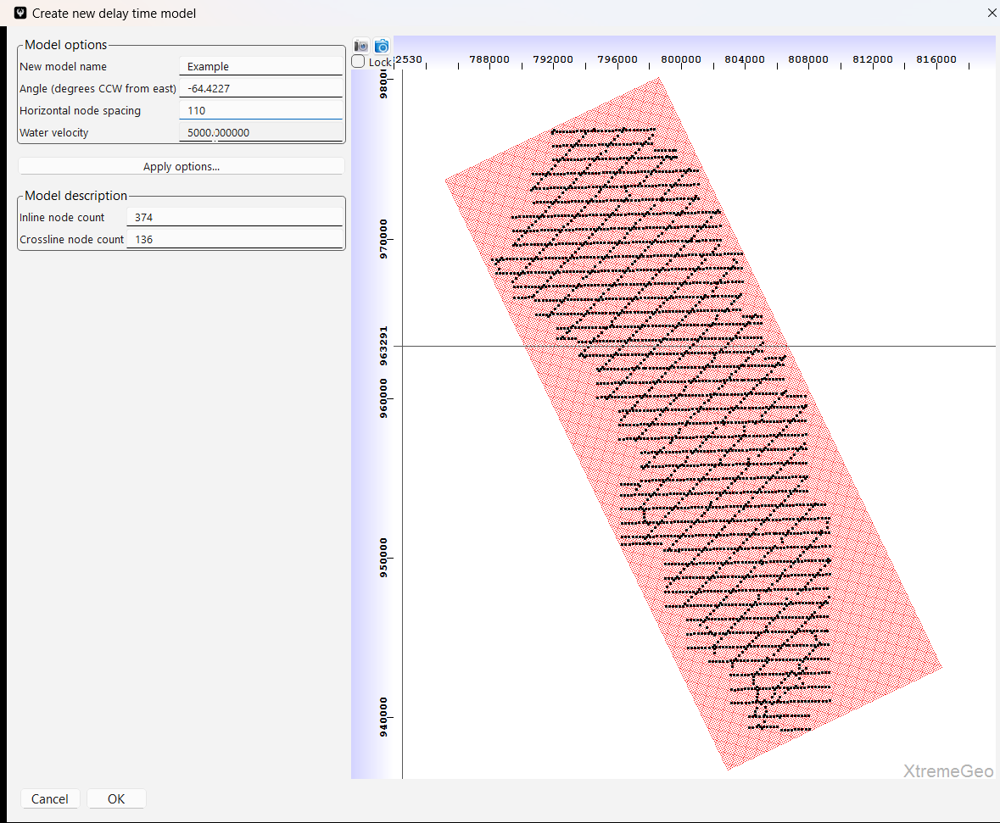 Create new delay time model
Model options
New model name Example
Angle (degrees CCW from east) -64.4227
Horizontal node spacing 110
Water velocity 5000.000000
Apply options...
Model description
Inline node count 374
Crossline node count 136
Cancel
OK
Lock
2530 788000 792000 796000 800000 804000 808000 812000 816000
970000
963291
960000
950000
940000
XtremeGeo